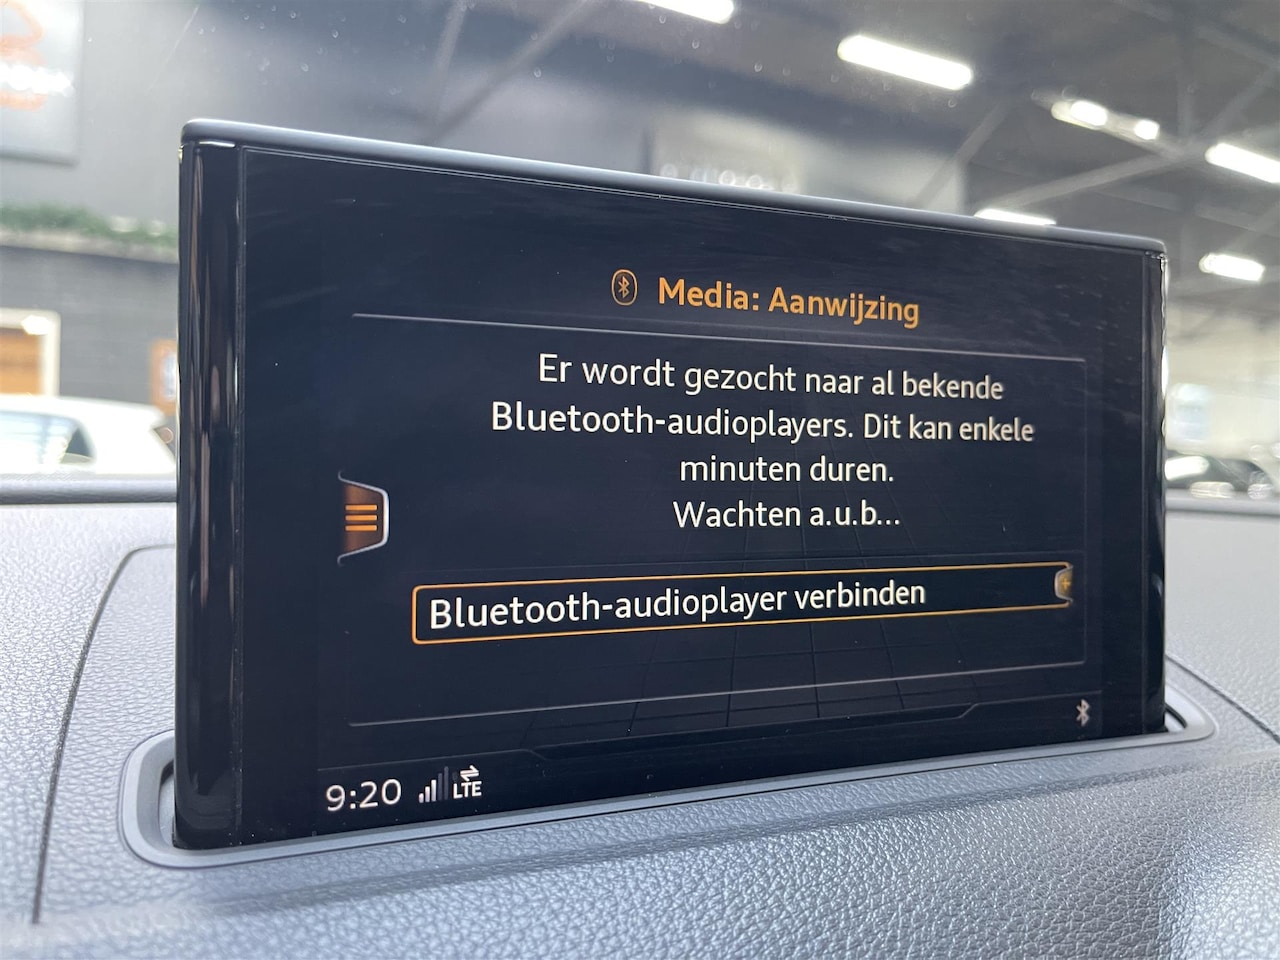 Media: Aanwijzing
Er wordt gezocht naar al bekende
Bluetooth-audioplayers. Dit kan enkele
minuten duren.
Wachten a.u.b...
Bluetooth-audioplayer verbinden
9:20 LTE